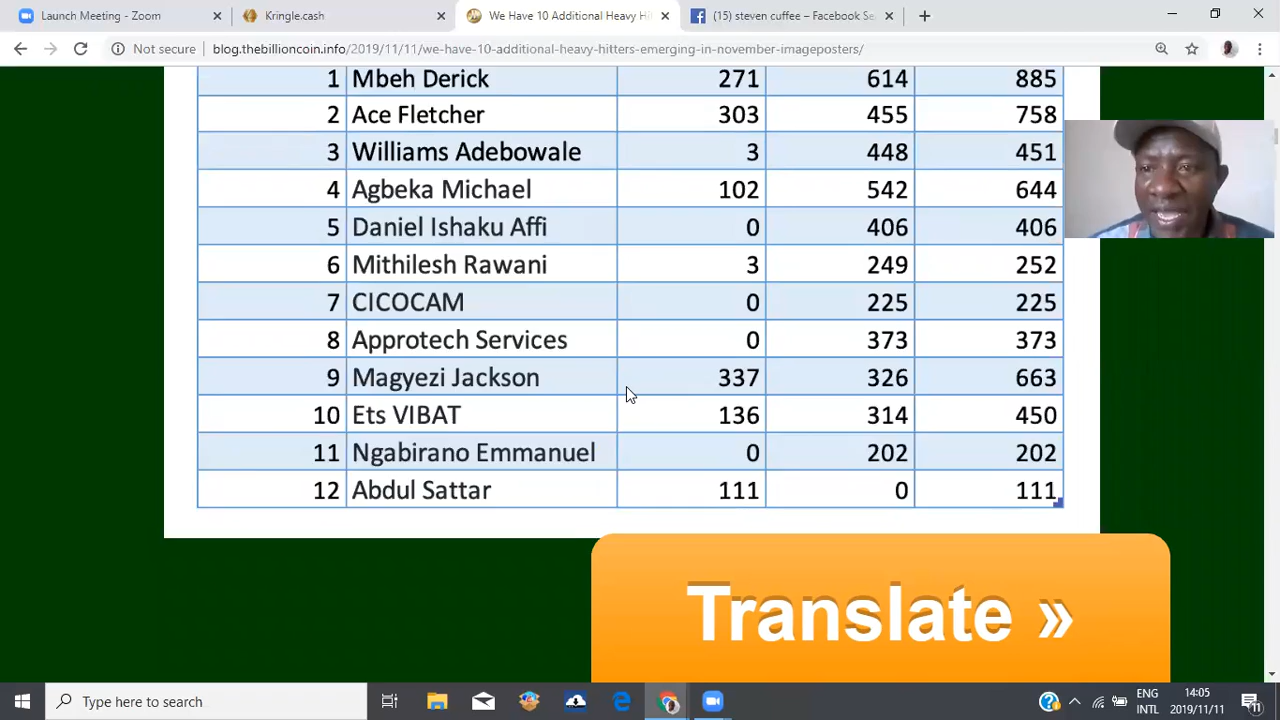 Launch Meeting - Zoom
Kringle.cash
We Have 10 Additional Heavy Hi
(15) steven cuffee – Facebook Se
Not secure
blog.thebillioncoin.info/2019/11/11/we-have-10-additional-heavy-hitters-emerging-in-november-imageposters/
1 Mbeh Derick 271 614 885
2 Ace Fletcher 303 455 758
3 Williams Adebowale 3 448 451
4 Agbeka Michael 102 542 644
5 Daniel Ishaku Affi 0 406 406
6 Mithilesh Rawani 3 249 252
7 CICOCAM 0 225 225
8 Approtech Services 0 373 373
9 Magyezi Jackson 337 326 663
10 Ets VIBAT 136 314 450
11 Ngabirano Emmanuel 0 202 202
12 Abdul Sattar 111 0 111
Translate »
Type here to search
ENG
INTL
14:05
2019/11/11
11